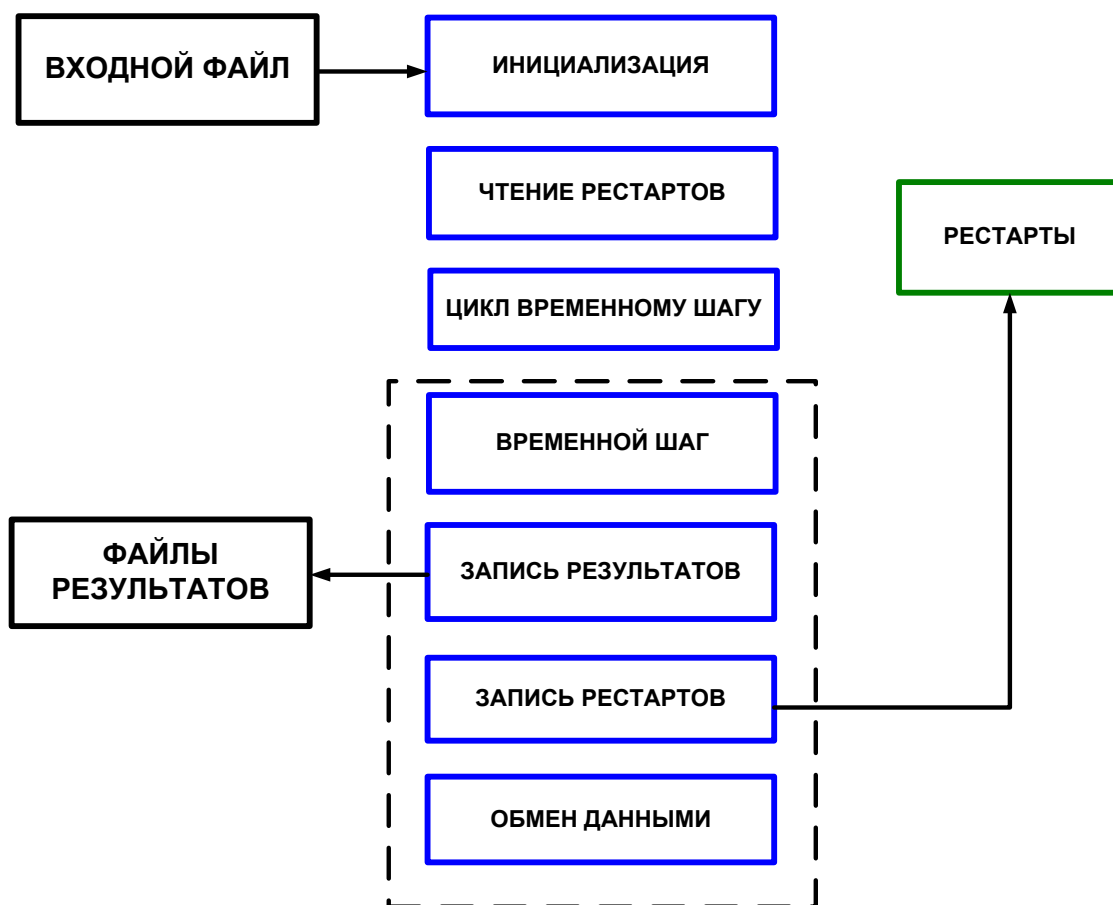 ВХОДНОЙ ФАЙЛ
ИНИЦИАЛИЗАЦИЯ
ЧТЕНИЕ РЕСТАРТОВ
РЕСТАРТЫ
ЦИКЛ ВРЕМЕННОМУ ШАГУ
ВРЕМЕННОЙ ШАГ
ФАЙЛЫ
РЕЗУЛЬТАТОВ
ЗАПИСЬ РЕЗУЛЬТАТОВ
ЗАПИСЬ РЕСТАРТОВ
ОБМЕН ДАННЫМИ